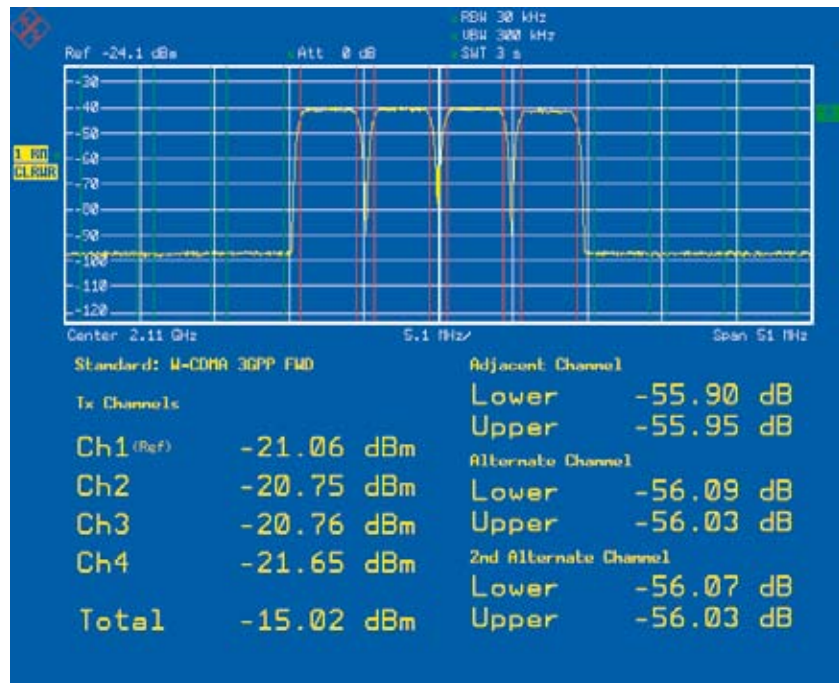 RBW 30 kHz
VBW 300 kHz
Ref -24.1 dBm Att 0 dB SWT 3 s
-30
-40
-50
1 RM
-60
CLRWR
-70
-80
-90
-100
-110
-120
Center 2.11 GHz 5.1 MHz/ Span 51 MHz
Standard: W-CDMA 3GPP FWD
Tx Channels
Ch1 (Ref) -21.06 dBm
Ch2 -20.75 dBm
Ch3 -20.76 dBm
Ch4 -21.65 dBm
Total -15.02 dBm
Adjacent Channel
Lower -55.90 dB
Upper -55.95 dB
Alternate Channel
Lower -56.09 dB
Upper -56.03 dB
2nd Alternate Channel
Lower -56.07 dB
Upper -56.03 dB